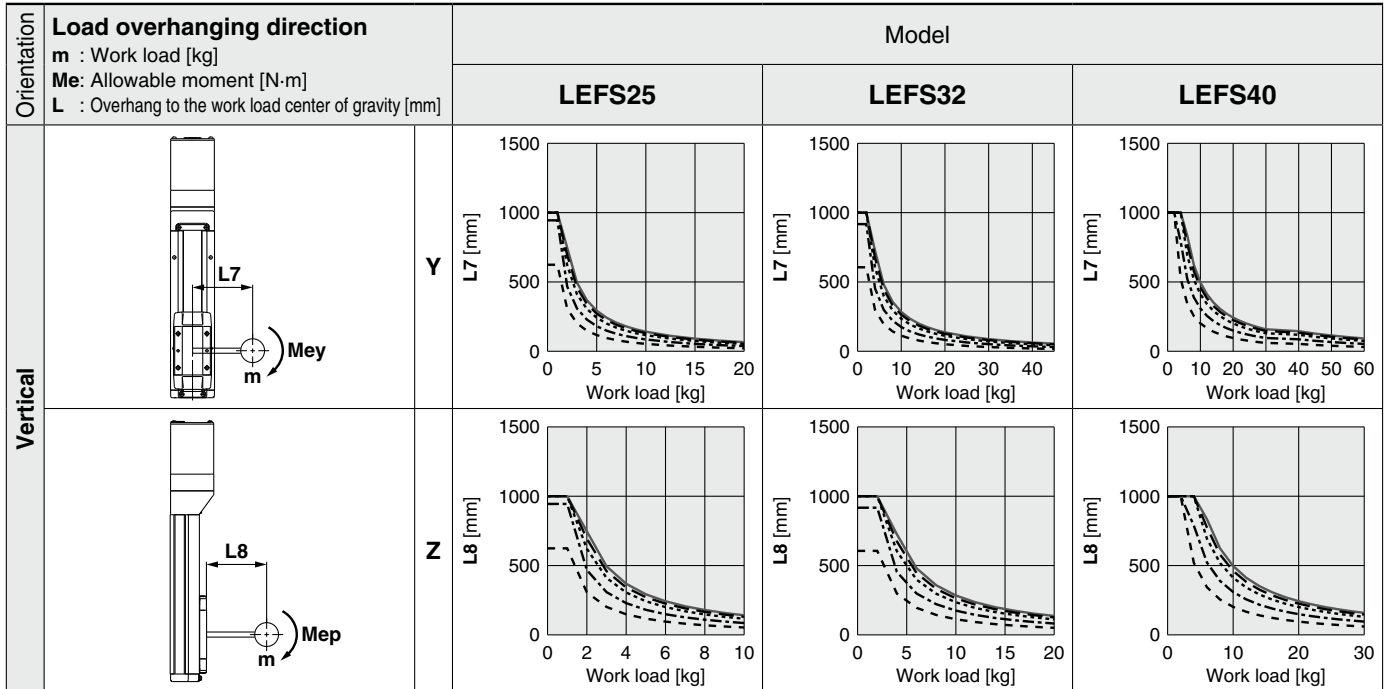 Orientation
Load overhanging direction
m : Work load [kg]
Me: Allowable moment [N·m]
L : Overhang to the work load center of gravity [mm]
Model
LEFS25
LEFS32
LEFS40
Vertical
L7
Mey
m
Y
1500
1000
500
0
L7 [mm]
0 5 10 15 20
Work load [kg]
1500
1000
500
0
L7 [mm]
0 10 20 30 40
Work load [kg]
1500
1000
500
0
L7 [mm]
0 10 20 30 40 50 60
Work load [kg]
L8
Mep
m
Z
1500
1000
500
0
L8 [mm]
0 2 4 6 8 10
Work load [kg]
1500
1000
500
0
L8 [mm]
0 5 10 15 20
Work load [kg]
1500
1000
500
0
L8 [mm]
0 10 20 30
Work load [kg]